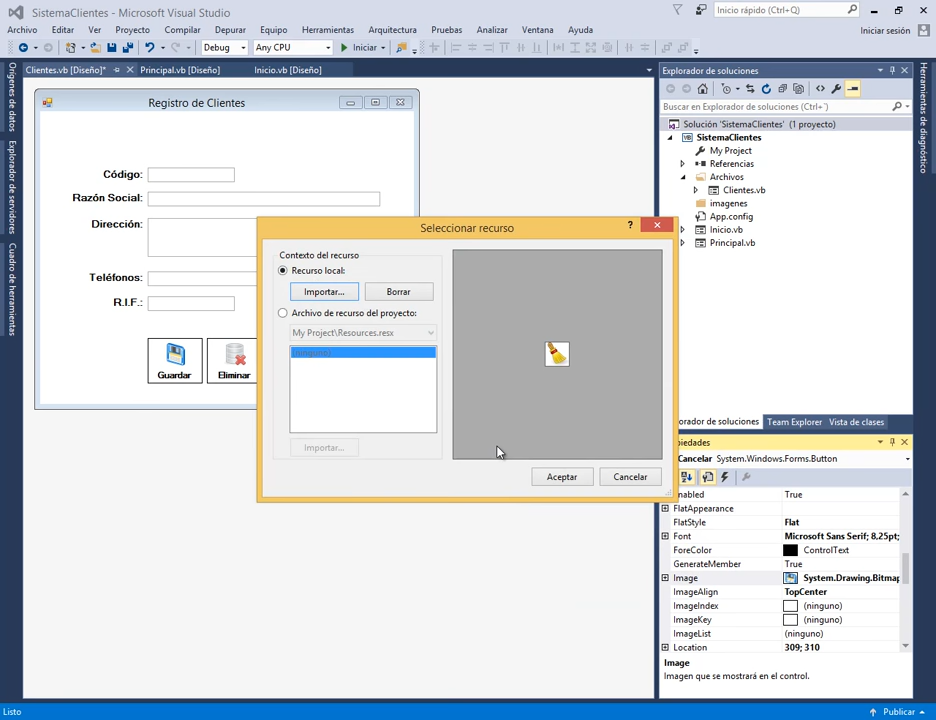 SistemaClientes - Microsoft Visual Studio
Inicio rápido (Ctrl+Q)
Archivo Editar Ver Proyecto Compilar Depurar Equipo Herramientas Arquitectura Pruebas Analizar Ventana Ayuda
Iniciar sesión
Debug Any CPU Iniciar
Clientes.vb [Diseño]* Principal.vb [Diseño] Inicio.vb [Diseño]
Orígenes de datos
Explorador de servidores
Cuadro de herramientas
Registro de Clientes
Código:
Razón Social:
Dirección:
Teléfonos:
R.I.F.:
Guardar
Eliminar
Seleccionar recurso
?
Contexto del recurso
Recurso local:
Importar...
Borrar
Archivo de recurso del proyecto:
My Project\Resources.resx
(ninguno)
Importar...
Aceptar
Cancelar
Explorador de soluciones
Buscar en Explorador de soluciones (Ctrl+')
Solución 'SistemaClientes' (1 proyecto)
SistemaClientes
My Project
Referencias
Archivos
Clientes.vb
imagenes
App.config
Inicio.vb
Principal.vb
Herramientas de diagnóstico
orador de soluciones Team Explorer Vista de clases
iedades
Cancelar System.Windows.Forms.Button
nabled True
FlatAppearance
FlatStyle Flat
Font Microsoft Sans Serif; 8,25pt;
ForeColor ControlText
GenerateMember True
Image System.Drawing.Bitmap
ImageAlign TopCenter
ImageIndex (ninguno)
ImageKey (ninguno)
ImageList (ninguno)
Location 309; 310
Image
Imagen que se mostrará en el control.
Listo
Publicar